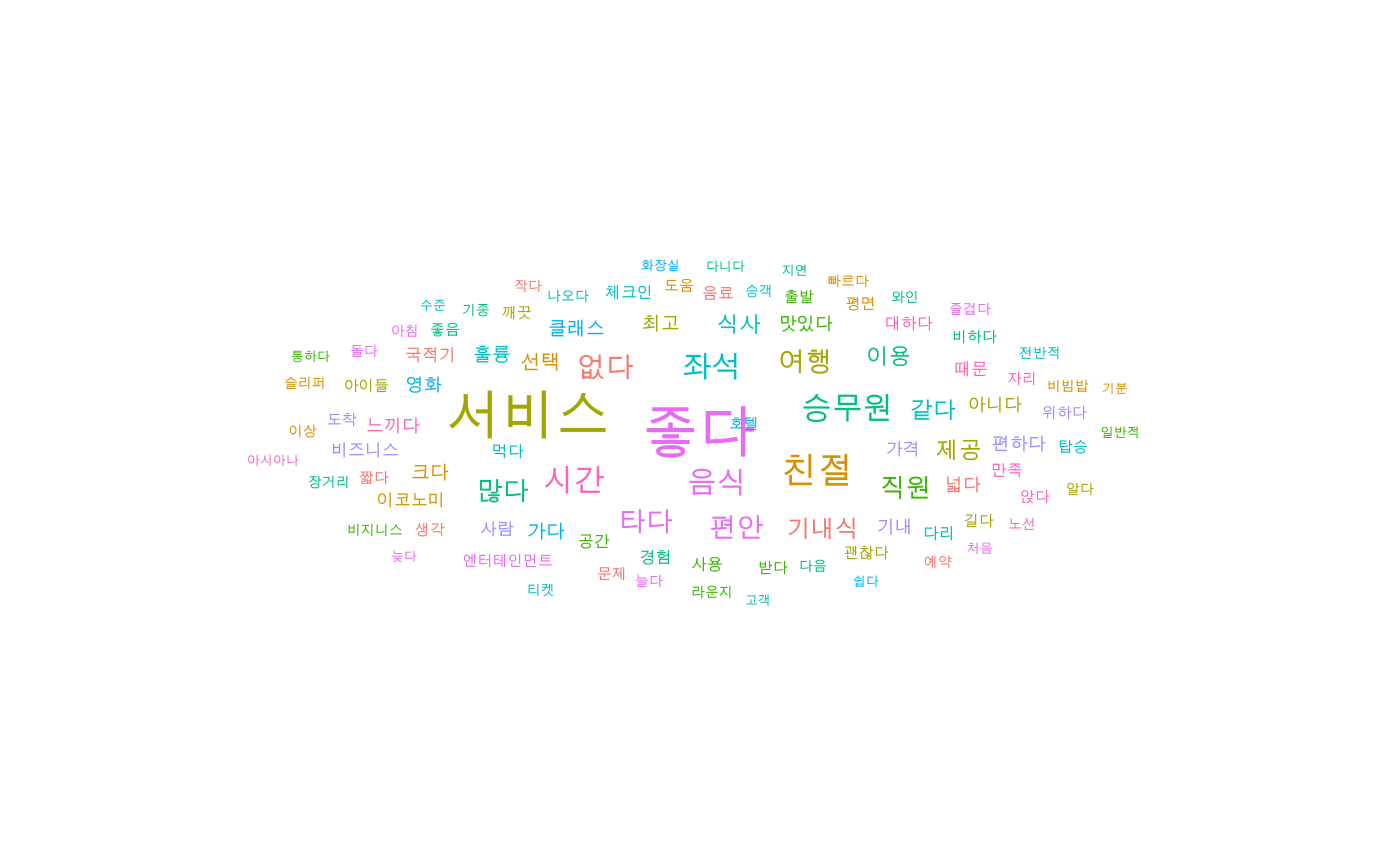 화장실
다니다
지연
빠르다
작다
나오다
체크인
도움
음료
승객
출발
평면
와인
수준
기종
깨끗
즐겁다
아침
좋음
클래스
최고
식사
맛있다
대하다
비하다
통하다
돌다
국적기
훌륭
선택
없다
좌석
여행
이용
때문
전반적
자리
슬리퍼
아이들
영화
비빔밥
기분
서비스
좋다
호텔
승무원
같다
아니다
위하다
도착
느끼다
이상
일반적
비즈니스
먹다
가격
제공
편하다
탑승
아시아나
장거리
짧다
크다
시간
음식
친절
만족
많다
직원
넓다
앉다
알다
이코노미
비지니스
생각
사람
가다
타다
편안
기내식
기내
다리
길다
노선
늦다
엔터테인먼트
공간
경험
사용
받다
다음
괜찮다
예약
처음
문제
늘다
티켓
라운지
고객
쉽다